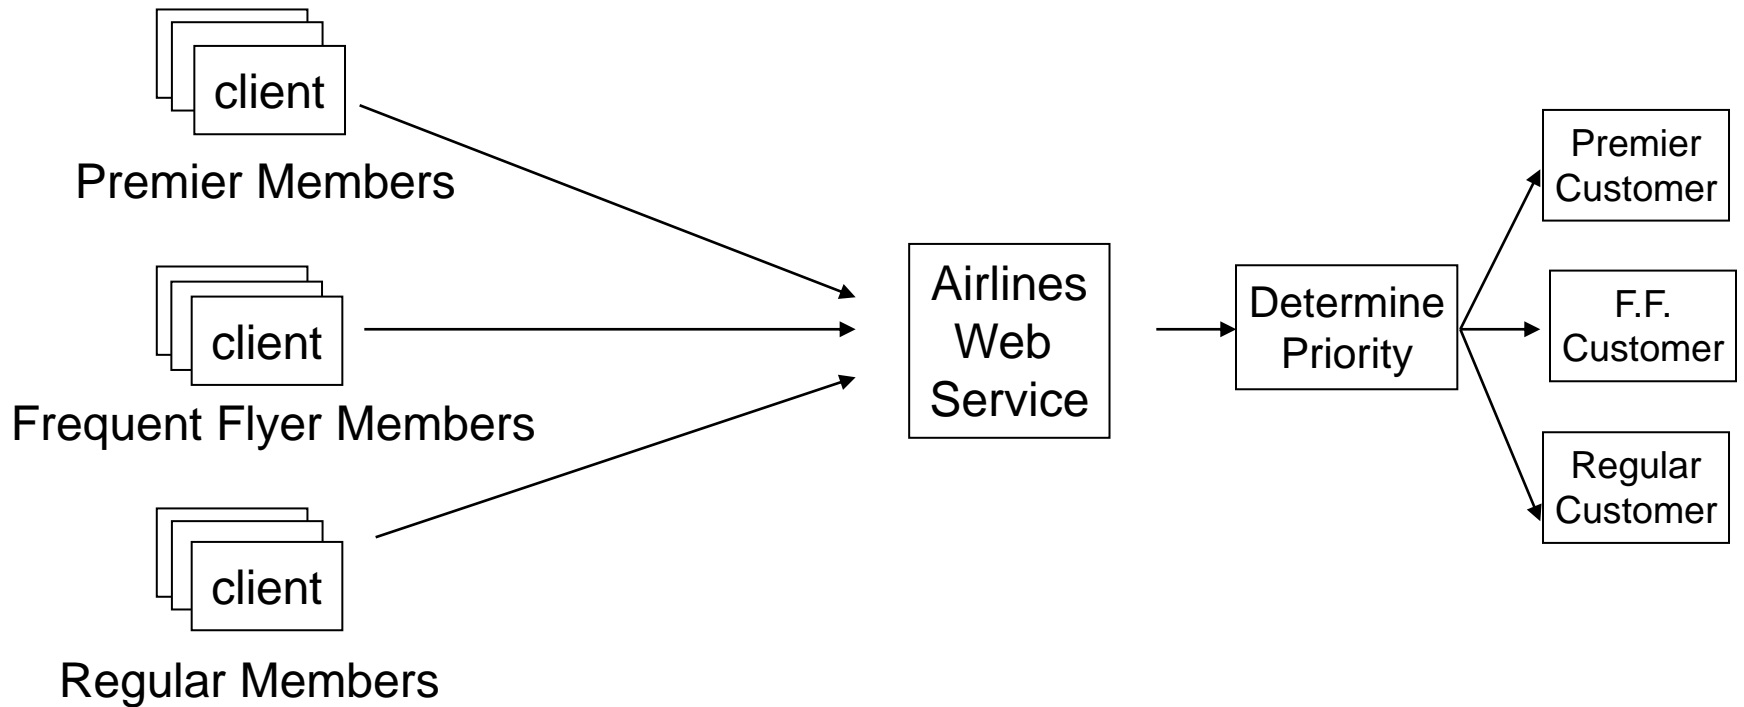 client
Premier Members
client
Frequent Flyer Members
client
Regular Members
Airlines
Web
Service
Determine
Priority
Premier
Customer
F.F.
Customer
Regular
Customer